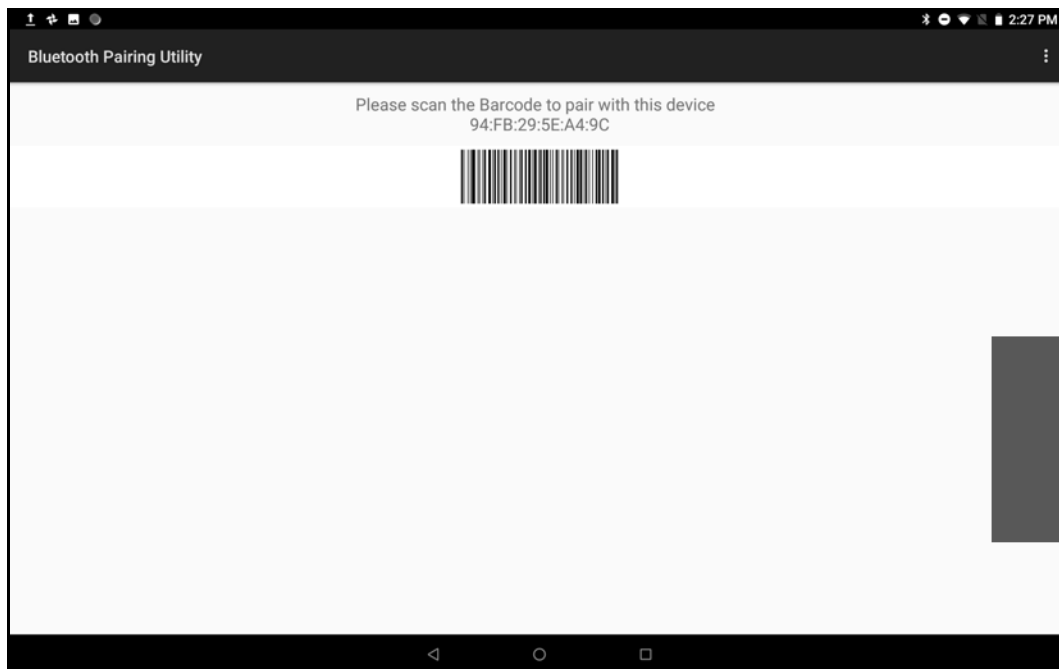 2:27 PM
Bluetooth Pairing Utility
Please scan the Barcode to pair with this device
94:FB:29:5E:A4:9C